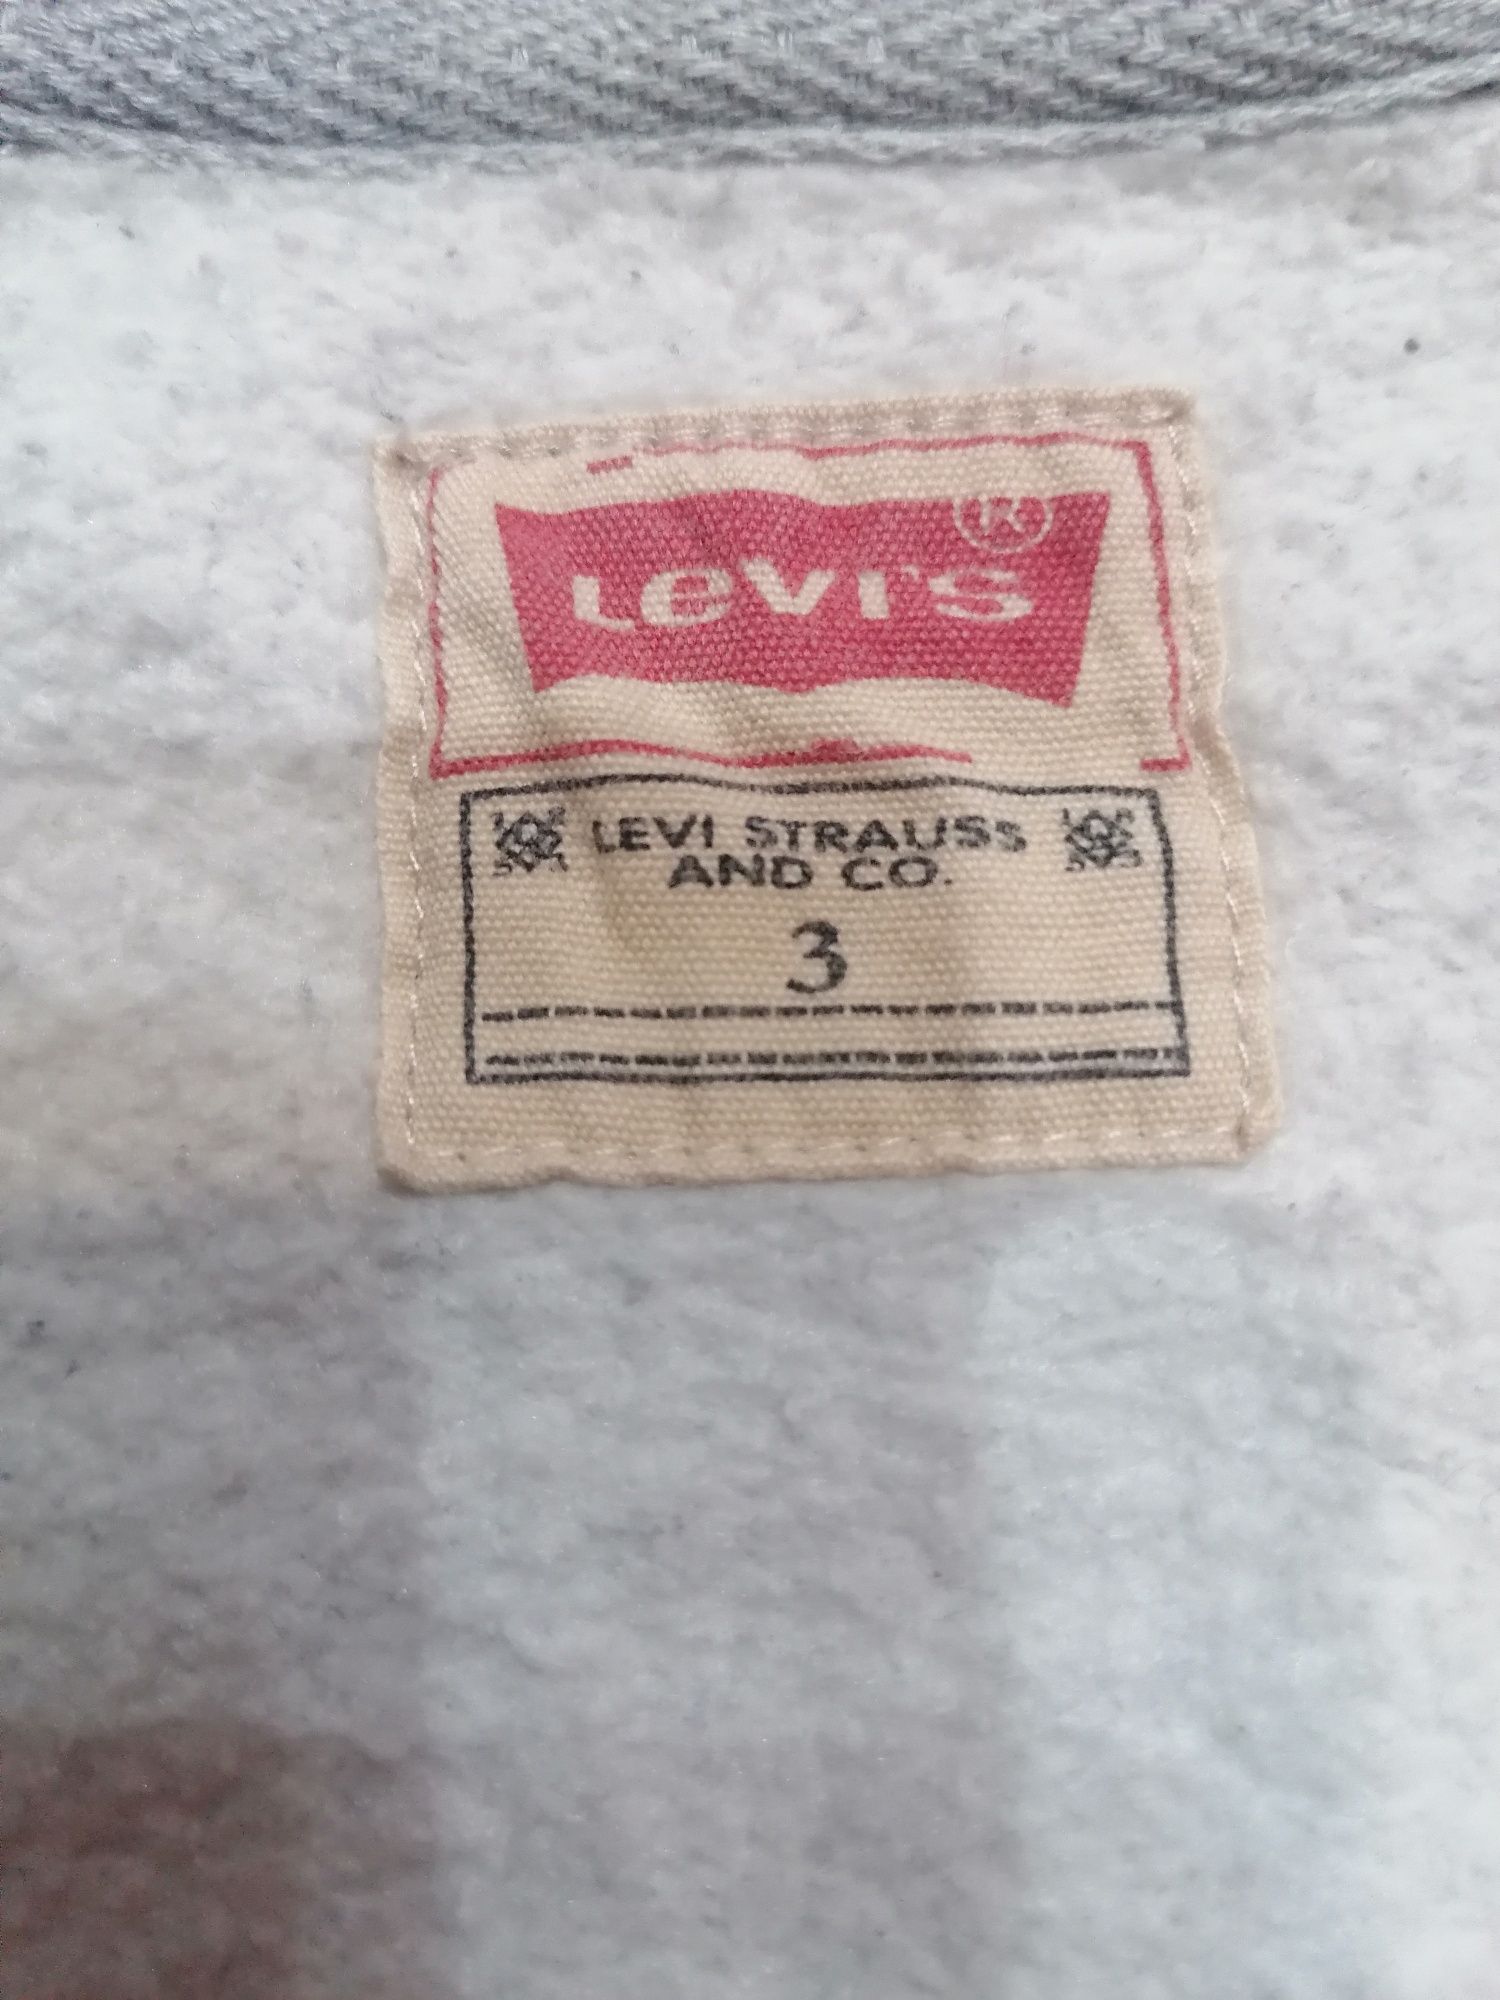 LEVI'S ®
LEVI STRAUSS
AND CO.
3